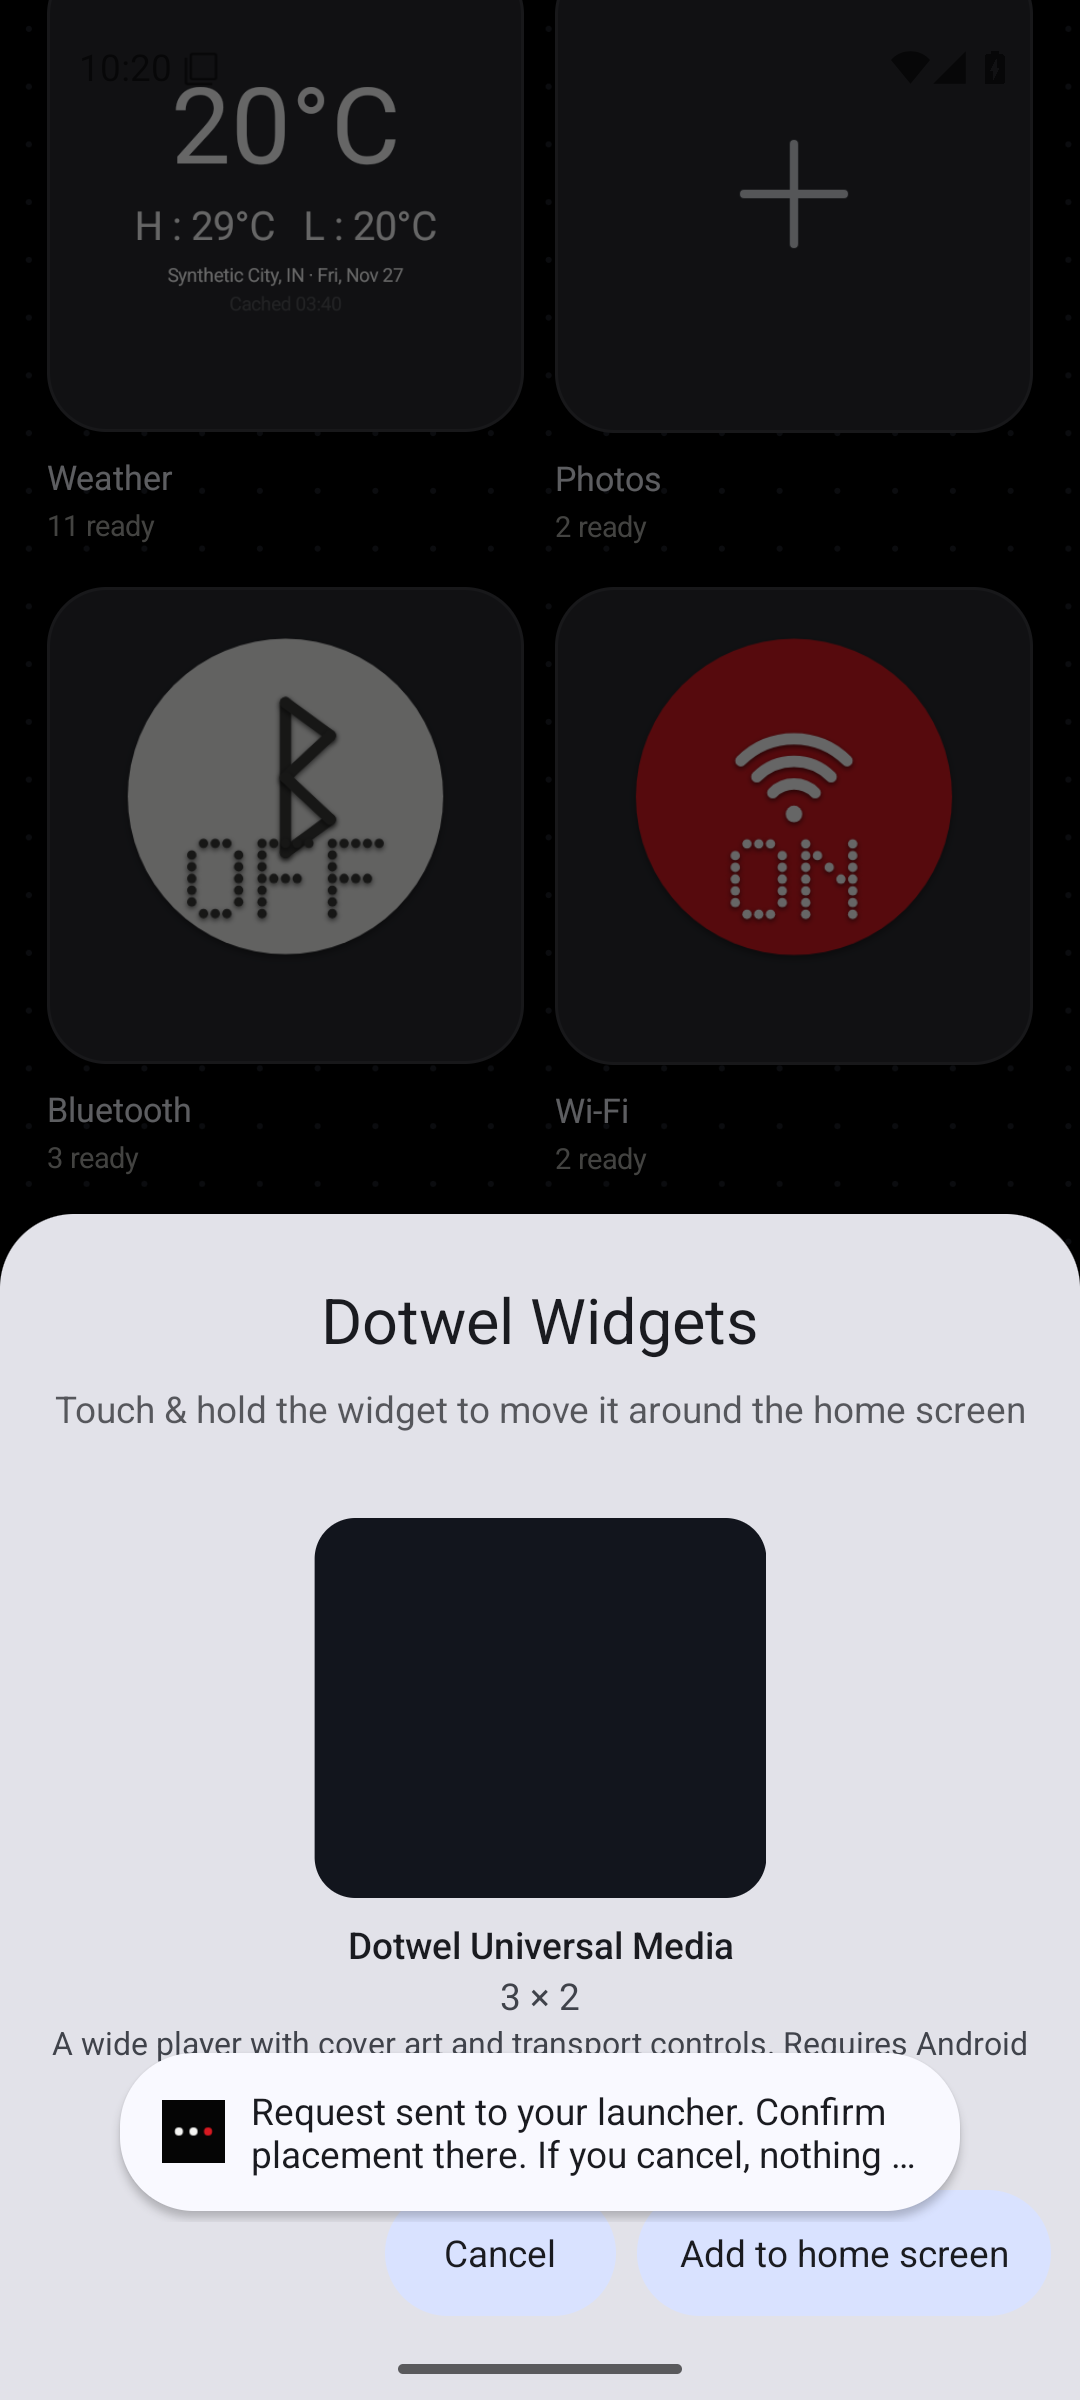 10:20
20°C
H : 29°C L : 20°C
Synthetic City, IN · Fri, Nov 27
Cached 03:40
Weather
11 ready
Photos
2 ready
OFF
ON
Bluetooth
3 ready
Wi-Fi
2 ready
Dotwel Widgets
Touch & hold the widget to move it around the home screen
Dotwel Universal Media
3 × 2
A wide player with cover art and transport controls. Requires Android
Request sent to your launcher. Confirm
placement there. If you cancel, nothing …
Cancel
Add to home screen